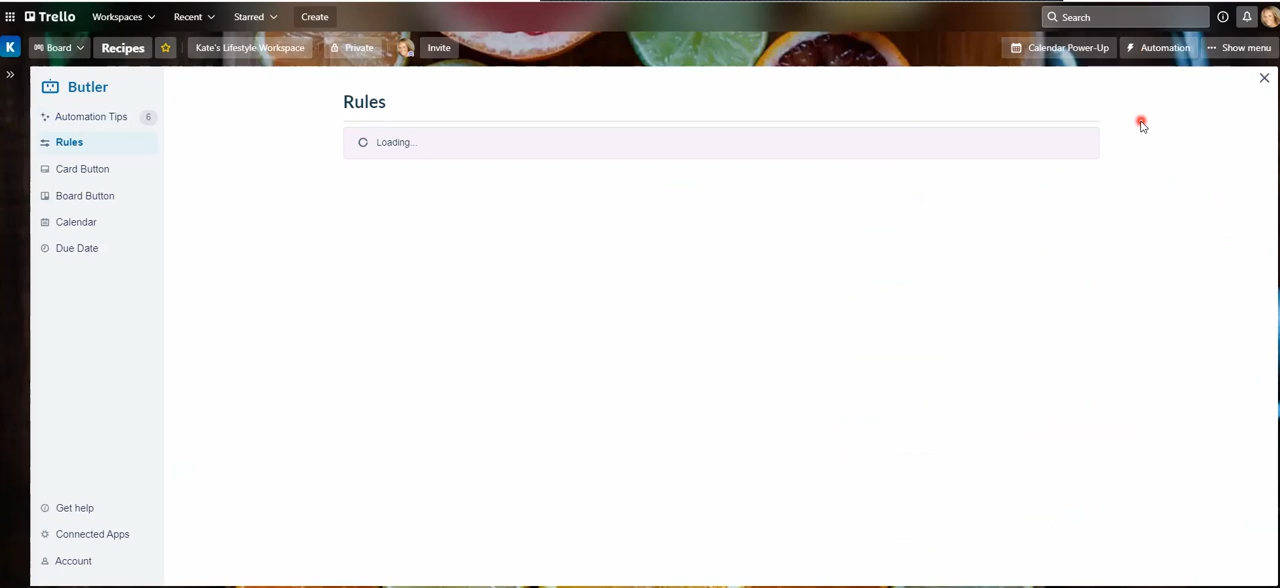 Trello Workspaces Recent Starred Create Search
K Board Recipes Kate's Lifestyle Workspace Private Invite Calendar Power-Up Automation Show menu
Butler
Rules
Automation Tips 6
Rules
Loading...
Card Button
Board Button
Calendar
Due Date
Get help
Connected Apps
Account